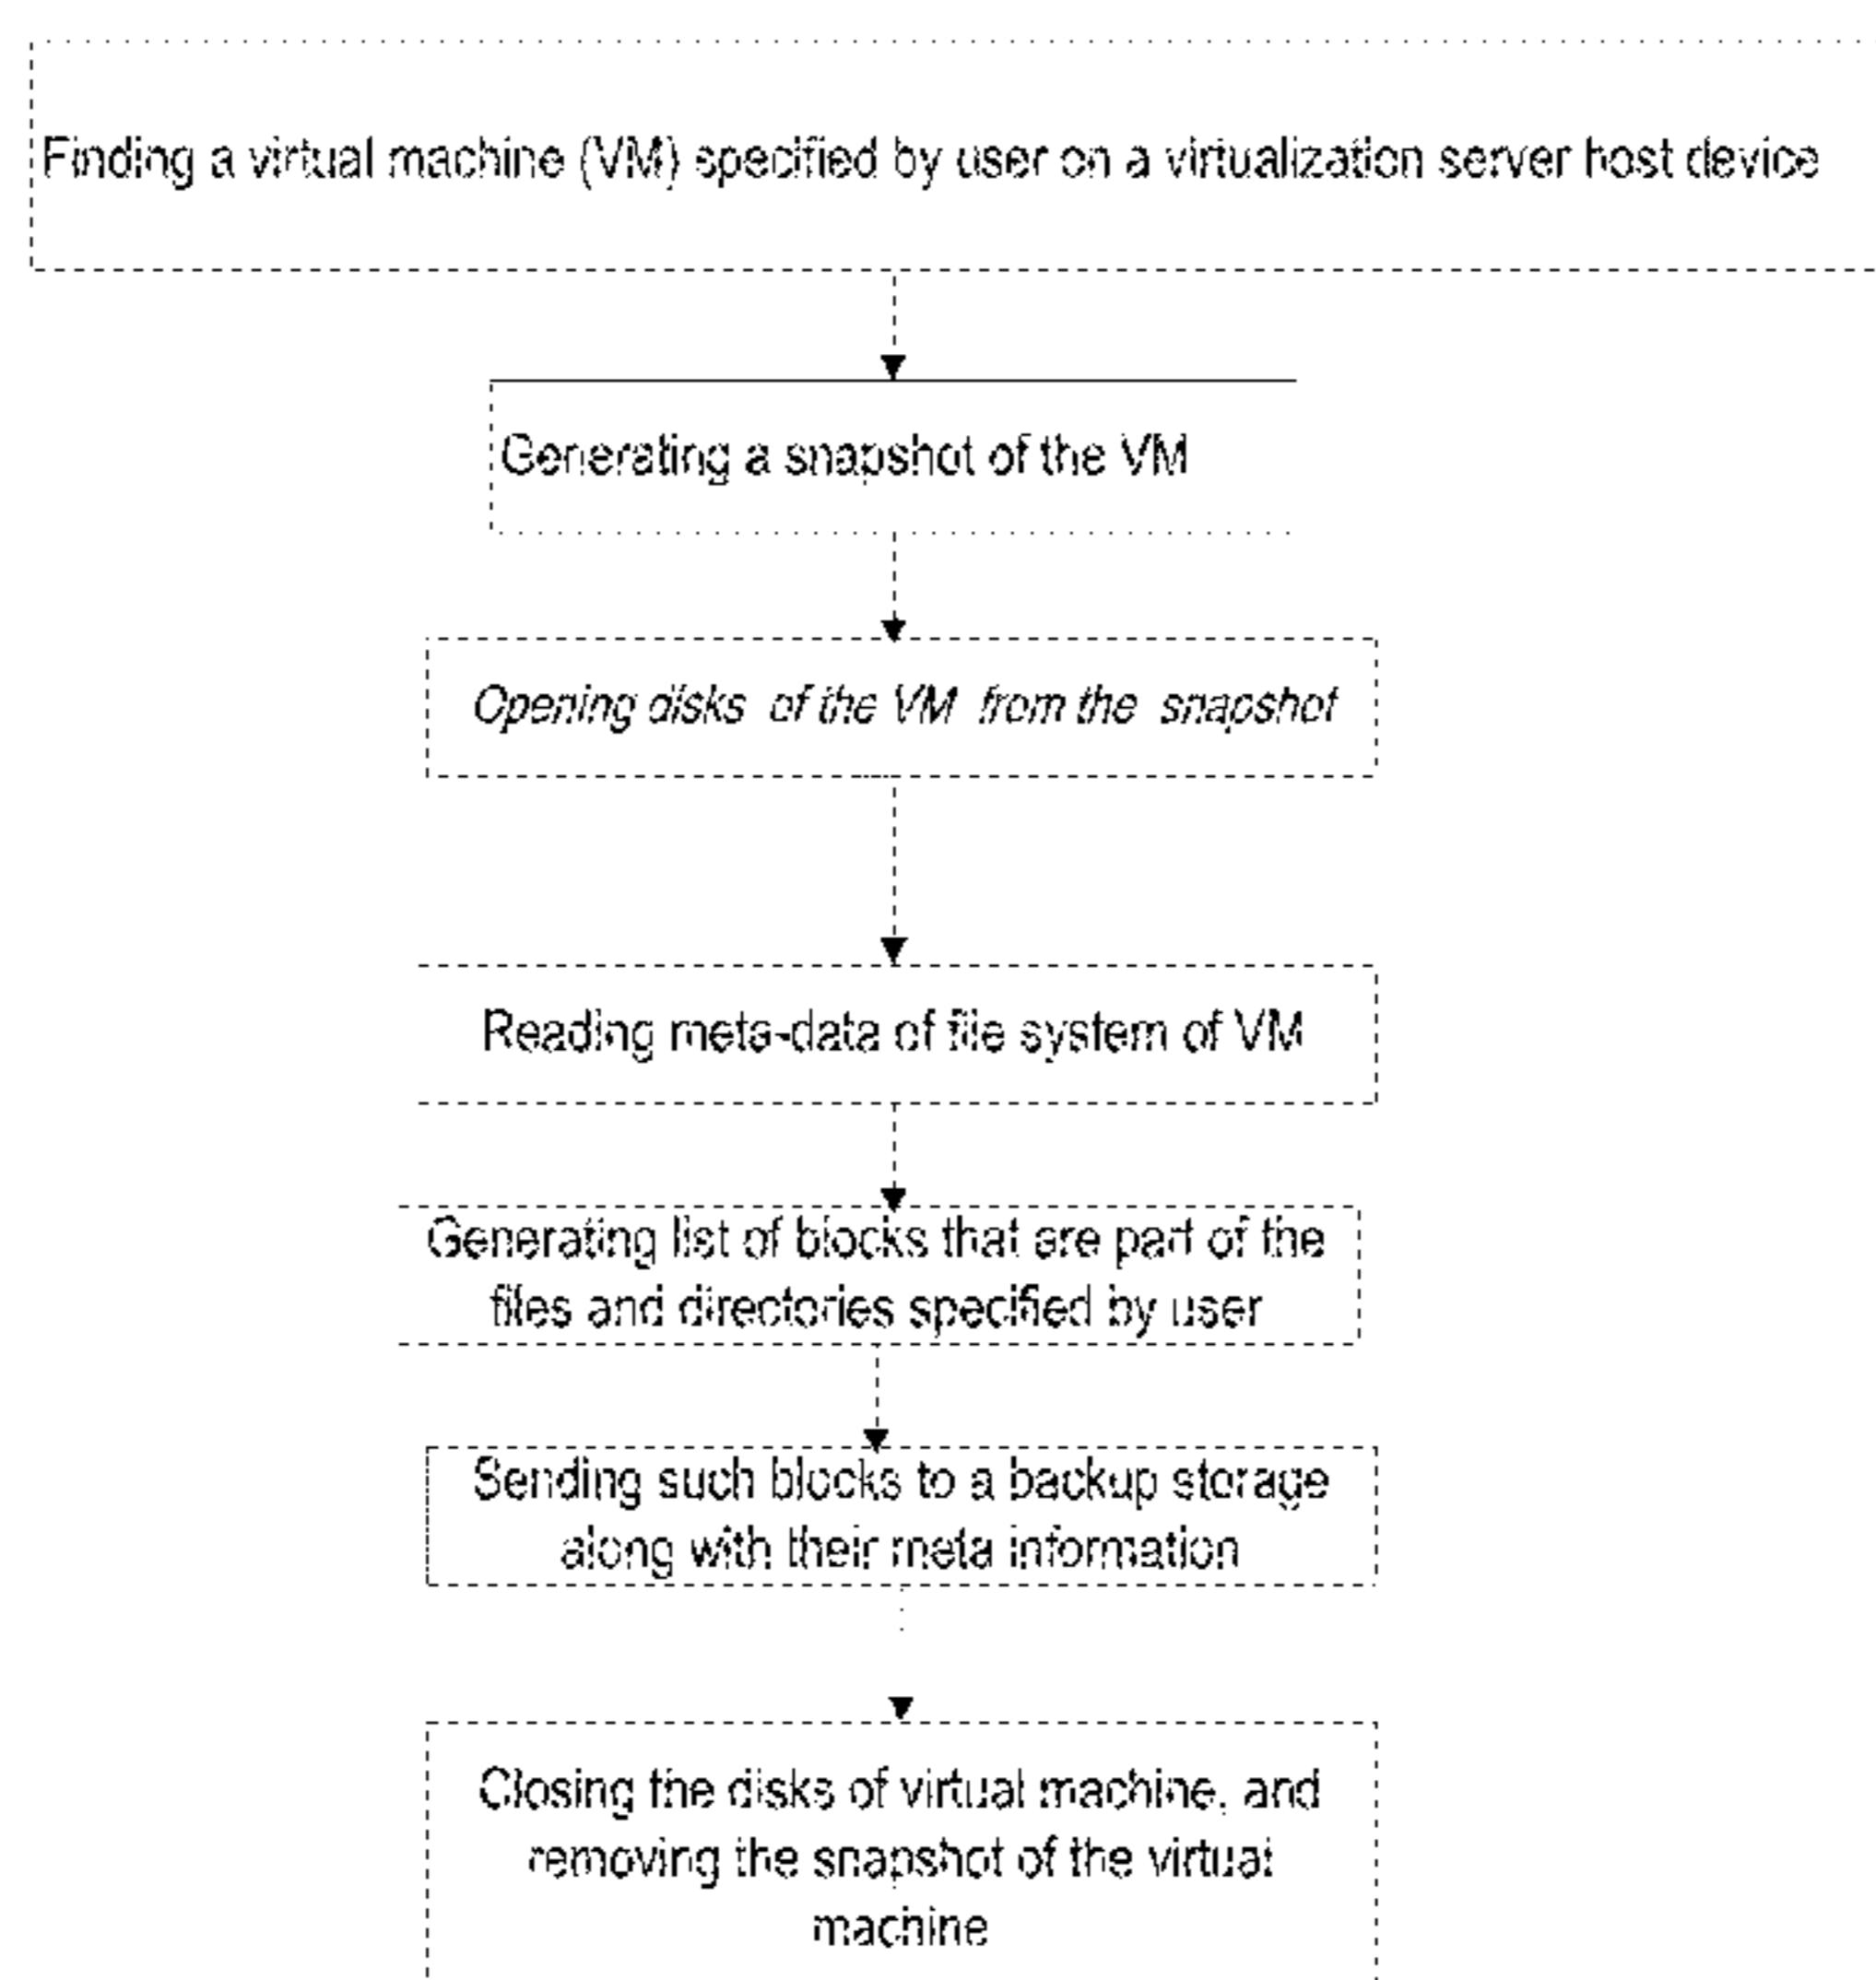 Finding a virtual machine (VM) specified by user on a virtualization server host device
Generating a snapshot of the VM
Opening disks of the VM from the snapshot
Reading meta-data of file system of VM
Generating list of blocks that are part of the
files and directories specified by user
Sending such blocks to a backup storage
along with their meta information
Closing the disks of virtual machine, and
removing the snapshot of the virtual
machine